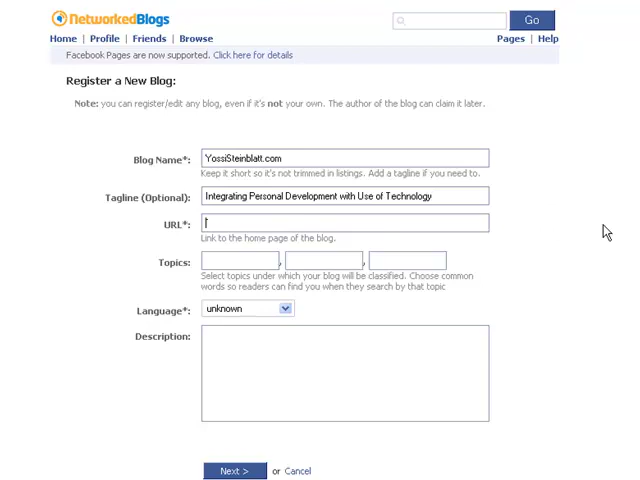 NetworkedBlogs
Go
Home | Profile | Friends | Browse
Pages | Help
Facebook Pages are now supported. Click here for details
Register a New Blog:
Note: you can register/edit any blog, even if it's not your own. The author of the blog can claim it later.
Blog Name*:
YossiSteinblatt.com
Keep it short so it's not trimmed in listings. Add a tagline if you need to.
Tagline (Optional):
Integrating Personal Development with Use of Technology
URL*:
Link to the home page of the blog.
Topics:
, ,
Select topics under which your blog will be classified. Choose common
words so readers can find you when they search by that topic
Language*:
unknown
Description:
Next > or Cancel